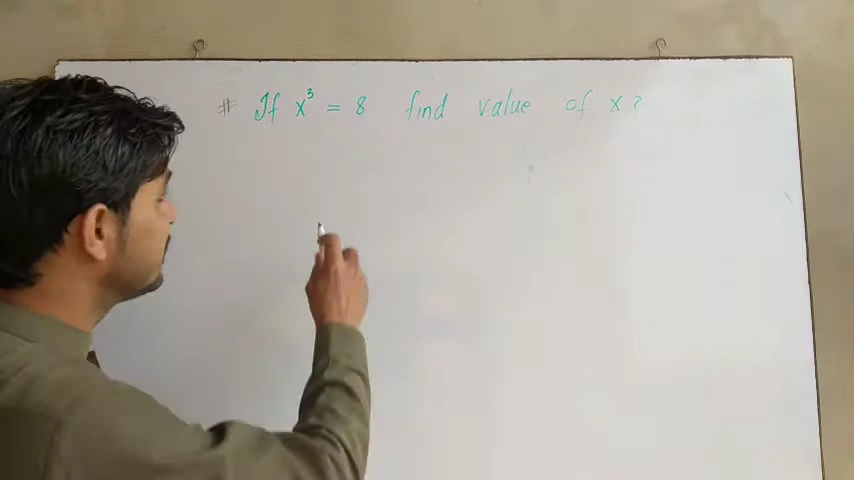 # If x³ = 8 find value of x ?